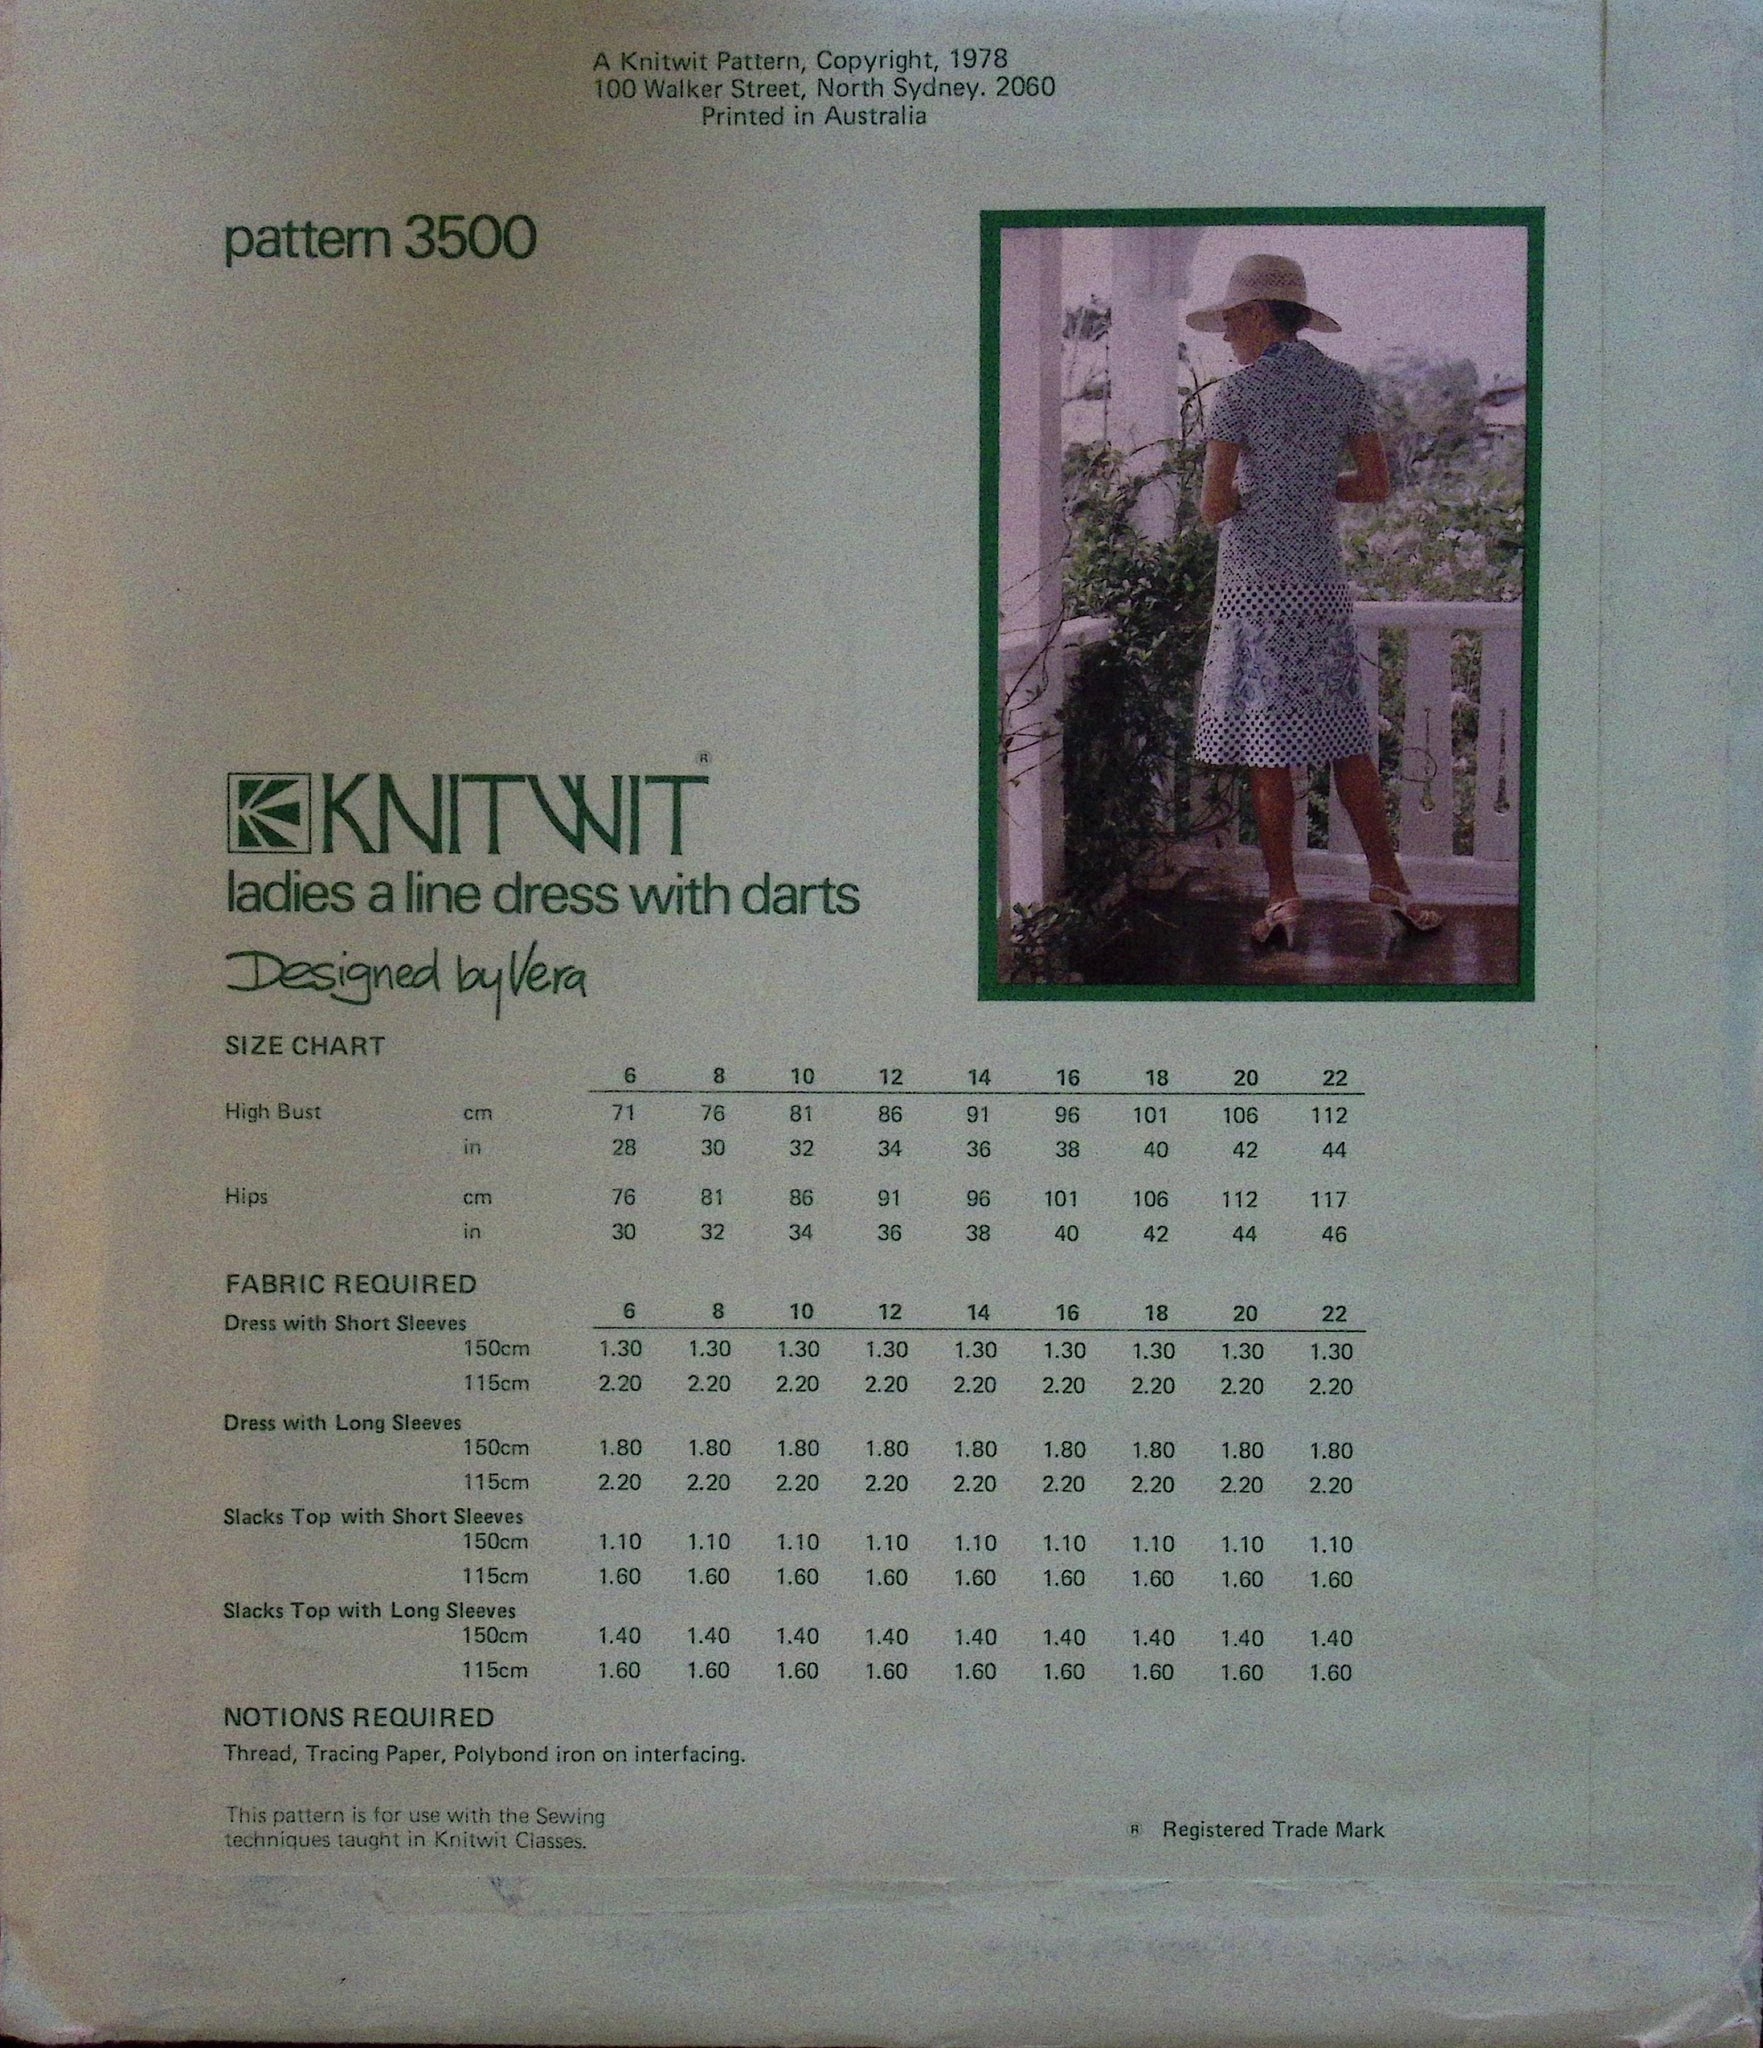 A Knitwit Pattern, Copyright, 1978
100 Walker Street, North Sydney. 2060
Printed in Australia
pattern 3500
KNITWIT ®
ladies a line dress with darts
Designed by Vera
SIZE CHART
6 8 10 12 14 16 18 20 22
High Bust cm 71 76 81 86 91 96 101 106 112
in 28 30 32 34 36 38 40 42 44
Hips cm 76 81 86 91 96 101 106 112 117
in 30 32 34 36 38 40 42 44 46
FABRIC REQUIRED
6 8 10 12 14 16 18 20 22
Dress with Short Sleeves
150cm 1.30 1.30 1.30 1.30 1.30 1.30 1.30 1.30 1.30
115cm 2.20 2.20 2.20 2.20 2.20 2.20 2.20 2.20 2.20
Dress with Long Sleeves
150cm 1.80 1.80 1.80 1.80 1.80 1.80 1.80 1.80 1.80
115cm 2.20 2.20 2.20 2.20 2.20 2.20 2.20 2.20 2.20
Slacks Top with Short Sleeves
150cm 1.10 1.10 1.10 1.10 1.10 1.10 1.10 1.10 1.10
115cm 1.60 1.60 1.60 1.60 1.60 1.60 1.60 1.60 1.60
Slacks Top with Long Sleeves
150cm 1.40 1.40 1.40 1.40 1.40 1.40 1.40 1.40 1.40
115cm 1.60 1.60 1.60 1.60 1.60 1.60 1.60 1.60 1.60
NOTIONS REQUIRED
Thread, Tracing Paper, Polybond iron on interfacing.
This pattern is for use with the Sewing
techniques taught in Knitwit Classes.
® Registered Trade Mark